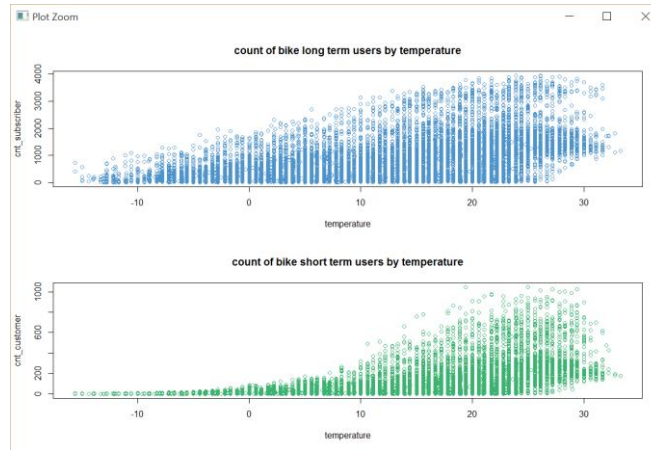 Plot Zoom
count of bike long term users by temperature
cnt_subscriber
4000
3000
2000
1000
0
-10
0
10
20
30
temperature
count of bike short term users by temperature
cnt_customer
1000
600
200
0
-10
0
10
20
30
temperature